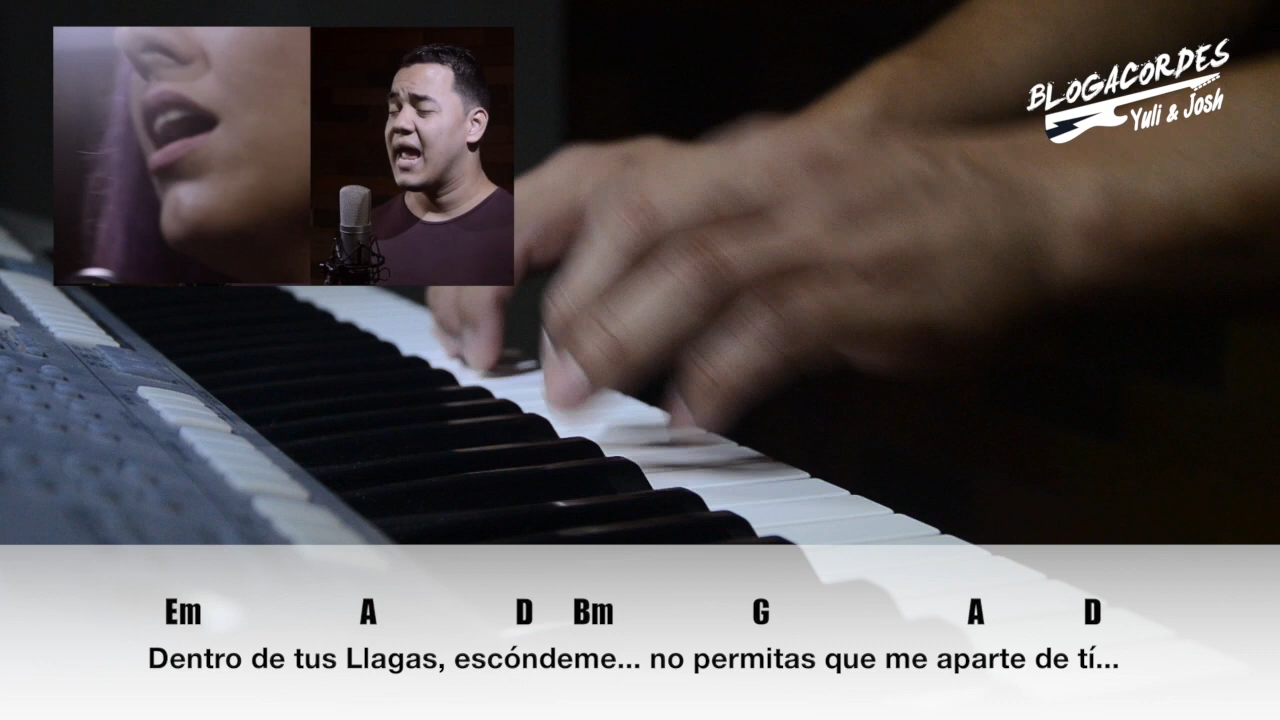 BLOGACORDES
Yuli & Josh
Em A D Bm G A D
Dentro de tus Llagas, escóndeme... no permitas que me aparte de tí...